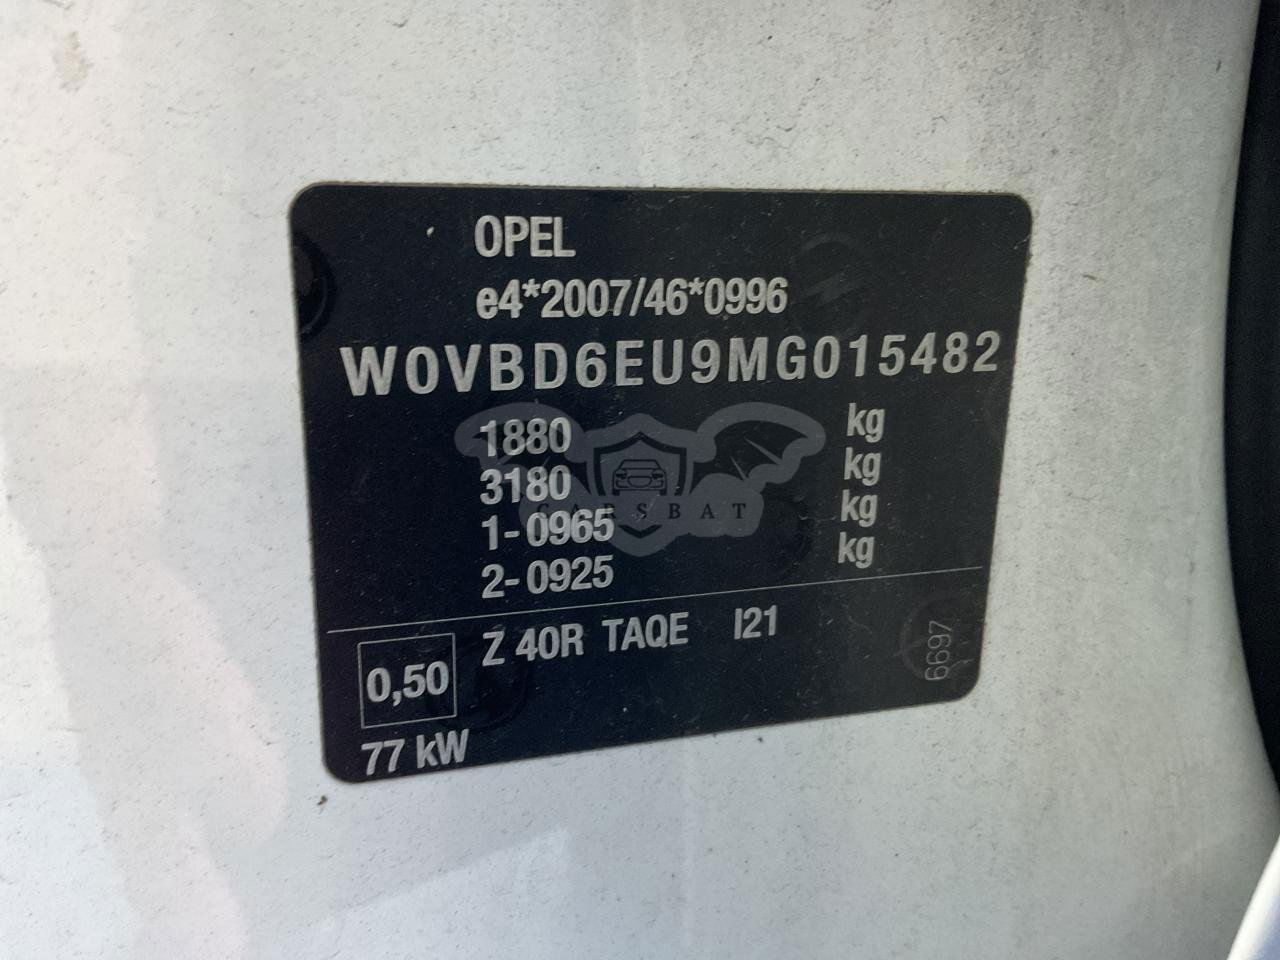 OPEL
e4*2007/46*0996
W0VBD6EU9MG015482
1880 kg
3180 kg
1-0965 kg
2-0925 kg
Z 40R TAQE I21
0,50
77 kW
6697
CARSBAT